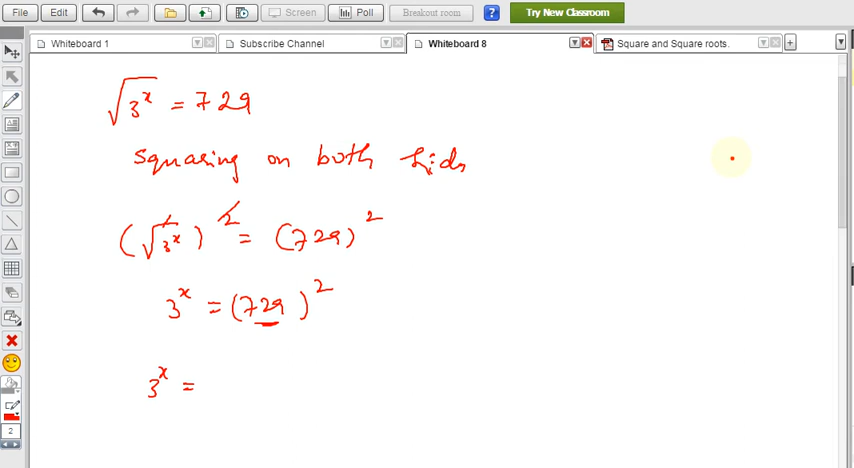 File Edit Screen Poll Breakout room ? Try New Classroom
Whiteboard 1 Subscribe Channel Whiteboard 8 Square and Square roots. +
√3^x = 729
squaring on both
(√3^x)^2 = (729)^2
3^x = (729)^2
3^x =
2